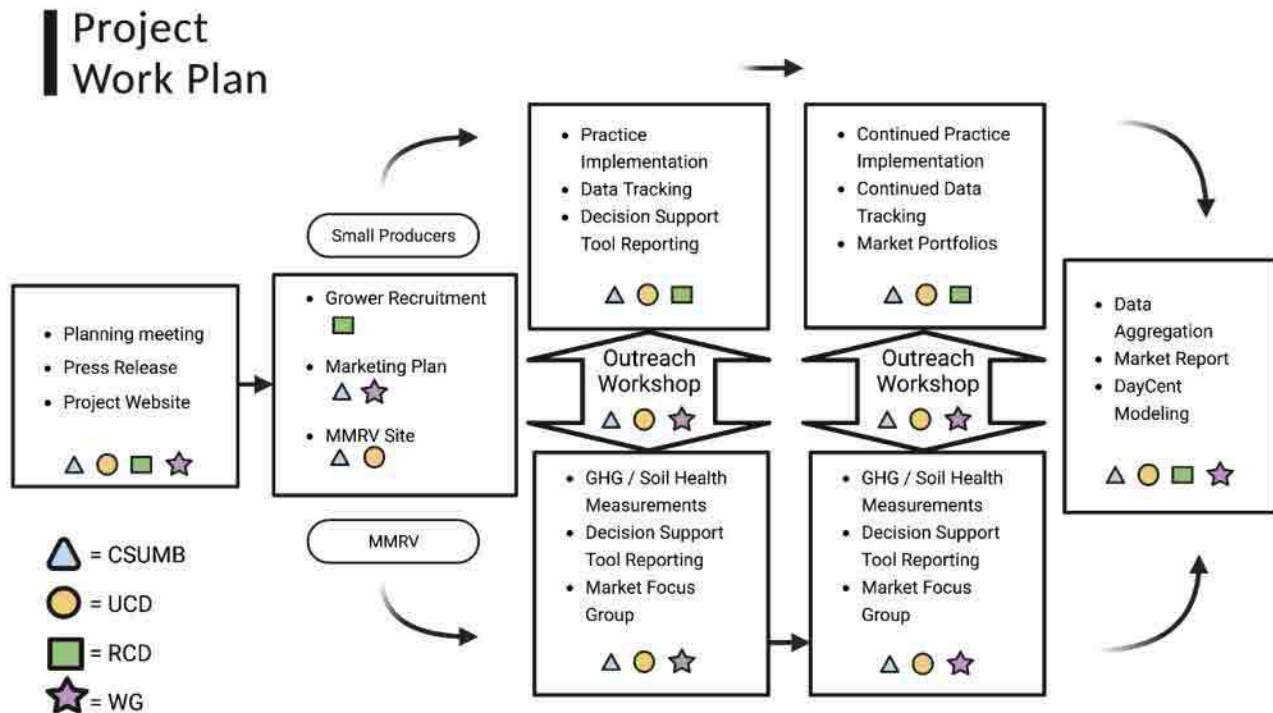 Project
Work Plan
Small Producers
• Planning meeting
• Press Release
• Project Website
• Grower Recruitment
• Marketing Plan
• MMRV Site
MMRV
• Practice
Implementation
• Data Tracking
• Decision Support
Tool Reporting
Outreach
Workshop
• GHG / Soil Health
Measurements
• Decision Support
Tool Reporting
• Market Focus
Group
• Continued Practice
Implementation
• Continued Data
Tracking
• Market Portfolios
Outreach
Workshop
• GHG / Soil Health
Measurements
• Decision Support
Tool Reporting
• Market Focus
Group
• Data
Aggregation
• Market Report
• DayCent
Modeling
= CSUMB
= UCD
= RCD
= WG